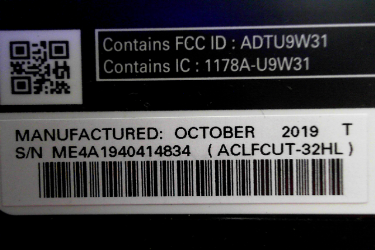 Contains FCC ID : ADTU9W31
Contains IC : 1178A-U9W31
MANUFACTURED: OCTOBER 2019 T
S/N ME4A1940414834 (ACLFCUT-32HL)